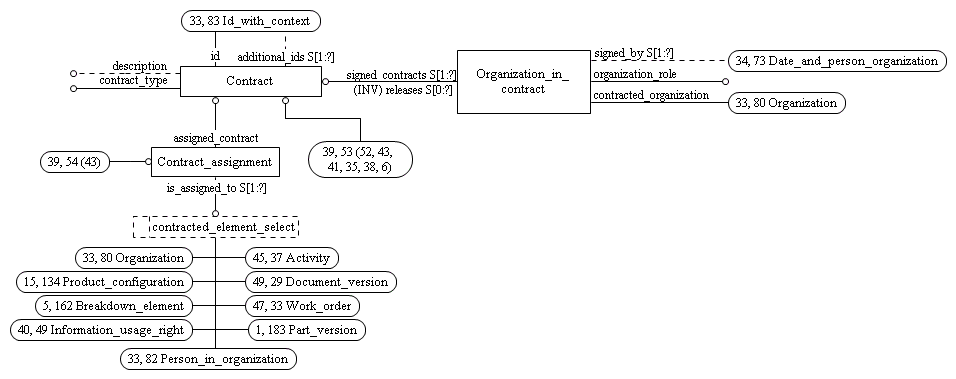 33, 83 Id_with_context
id
additional_ids S[1:?]
description
contract_type
Contract
signed_contracts S[1:?]
(INV) releases S[0:?]
Organization_in_
contract
signed_by S[1:?]
organization_role
contracted_organization
34, 73 Date_and_person_organization
33, 80 Organization
assigned_contract
39, 54 (43)
Contract_assignment
39, 53 (52, 43,
41, 35, 38, 6)
is_assigned_to S[1:?]
contracted_element_select
33, 80 Organization
45, 37 Activity
15, 134 Product_configuration
49, 29 Document_version
5, 162 Breakdown_element
47, 33 Work_order
40, 49 Information_usage_right
1, 183 Part_version
33, 82 Person_in_organization